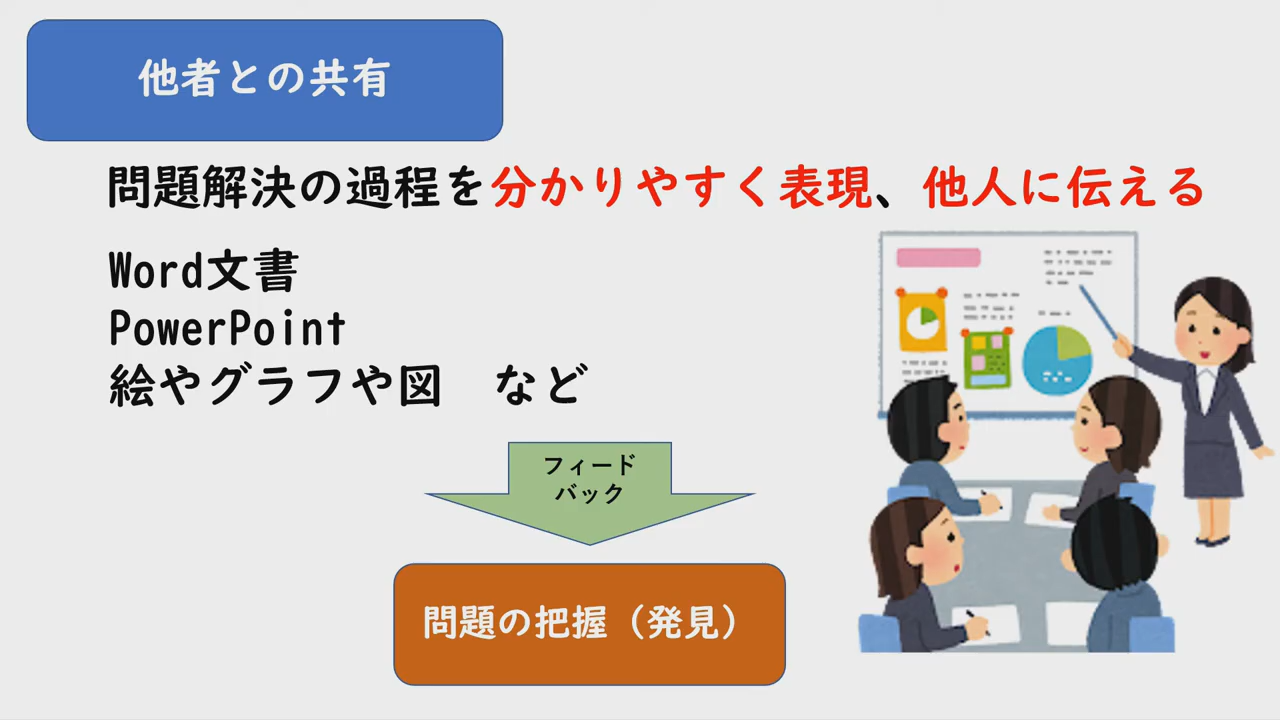 他者との共有
問題解決の過程を分かりやすく表現、他人に伝える
Word文書
PowerPoint
絵やグラフや図　など
フィード
バック
問題の把握（発見）